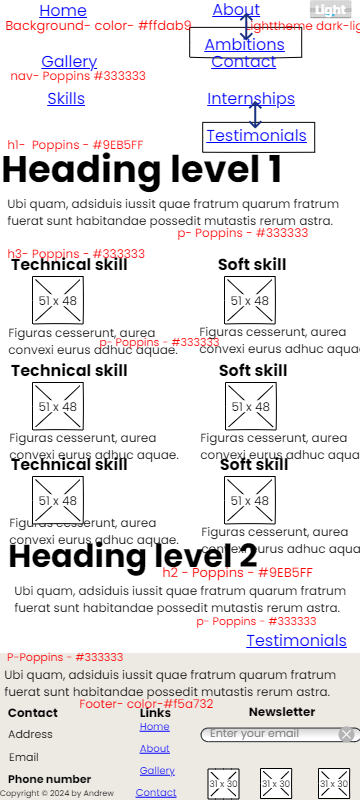 Home
About
Light
Background- color- #ffdab9
lighttheme dark-lig
Ambitions
Gallery
Contact
nav- Poppins #333333
Skills
Internships
Testimonials
h1- Poppins - #9EB5FF
Heading level 1
Ubi quam, adsiduis iussit quae fratrum quarum fratrum
fuerat sunt habitandae possedit mutastis rerum astra.
p- Poppins - #333333
h3- Poppins - #333333
Technical skill
Soft skill
51 x 48
51 x 48
Figuras cesserunt, aurea
convexi eurus adhuc aquae.
Figuras cesserunt, aurea
convexi eurus adhuc aqua
p- Poppins - #333333
Technical skill
Soft skill
51 x 48
51 x 48
Figuras cesserunt, aurea
convexi eurus adhuc aquae.
Figuras cesserunt, aurea
convexi eurus adhuc aqua
Technical skill
Soft skill
51 x 48
51 x 48
Figuras cesserunt, aurea
convexi eurus adhuc aquae.
Figuras cesserunt, aurea
convexi eurus adhuc aqua
Heading level 2
h2 - Poppins - #9EB5FF
Ubi quam, adsiduis iussit quae fratrum quarum fratrum
fuerat sunt habitandae possedit mutastis rerum astra.
p- Poppins - #333333
Testimonials
P-Poppins - #333333
Ubi quam, adsiduis iussit quae fratrum quarum fratrum
fuerat sunt habitandae possedit mutastis rerum astra.
Footer- color-#f5a732
Contact
Links
Newsletter
Address
Home
Enter your email
Email
About
Phone number
Gallery
31 x 30
31 x 30
31 x 30
Copyright © 2024 by Andrew
Contact